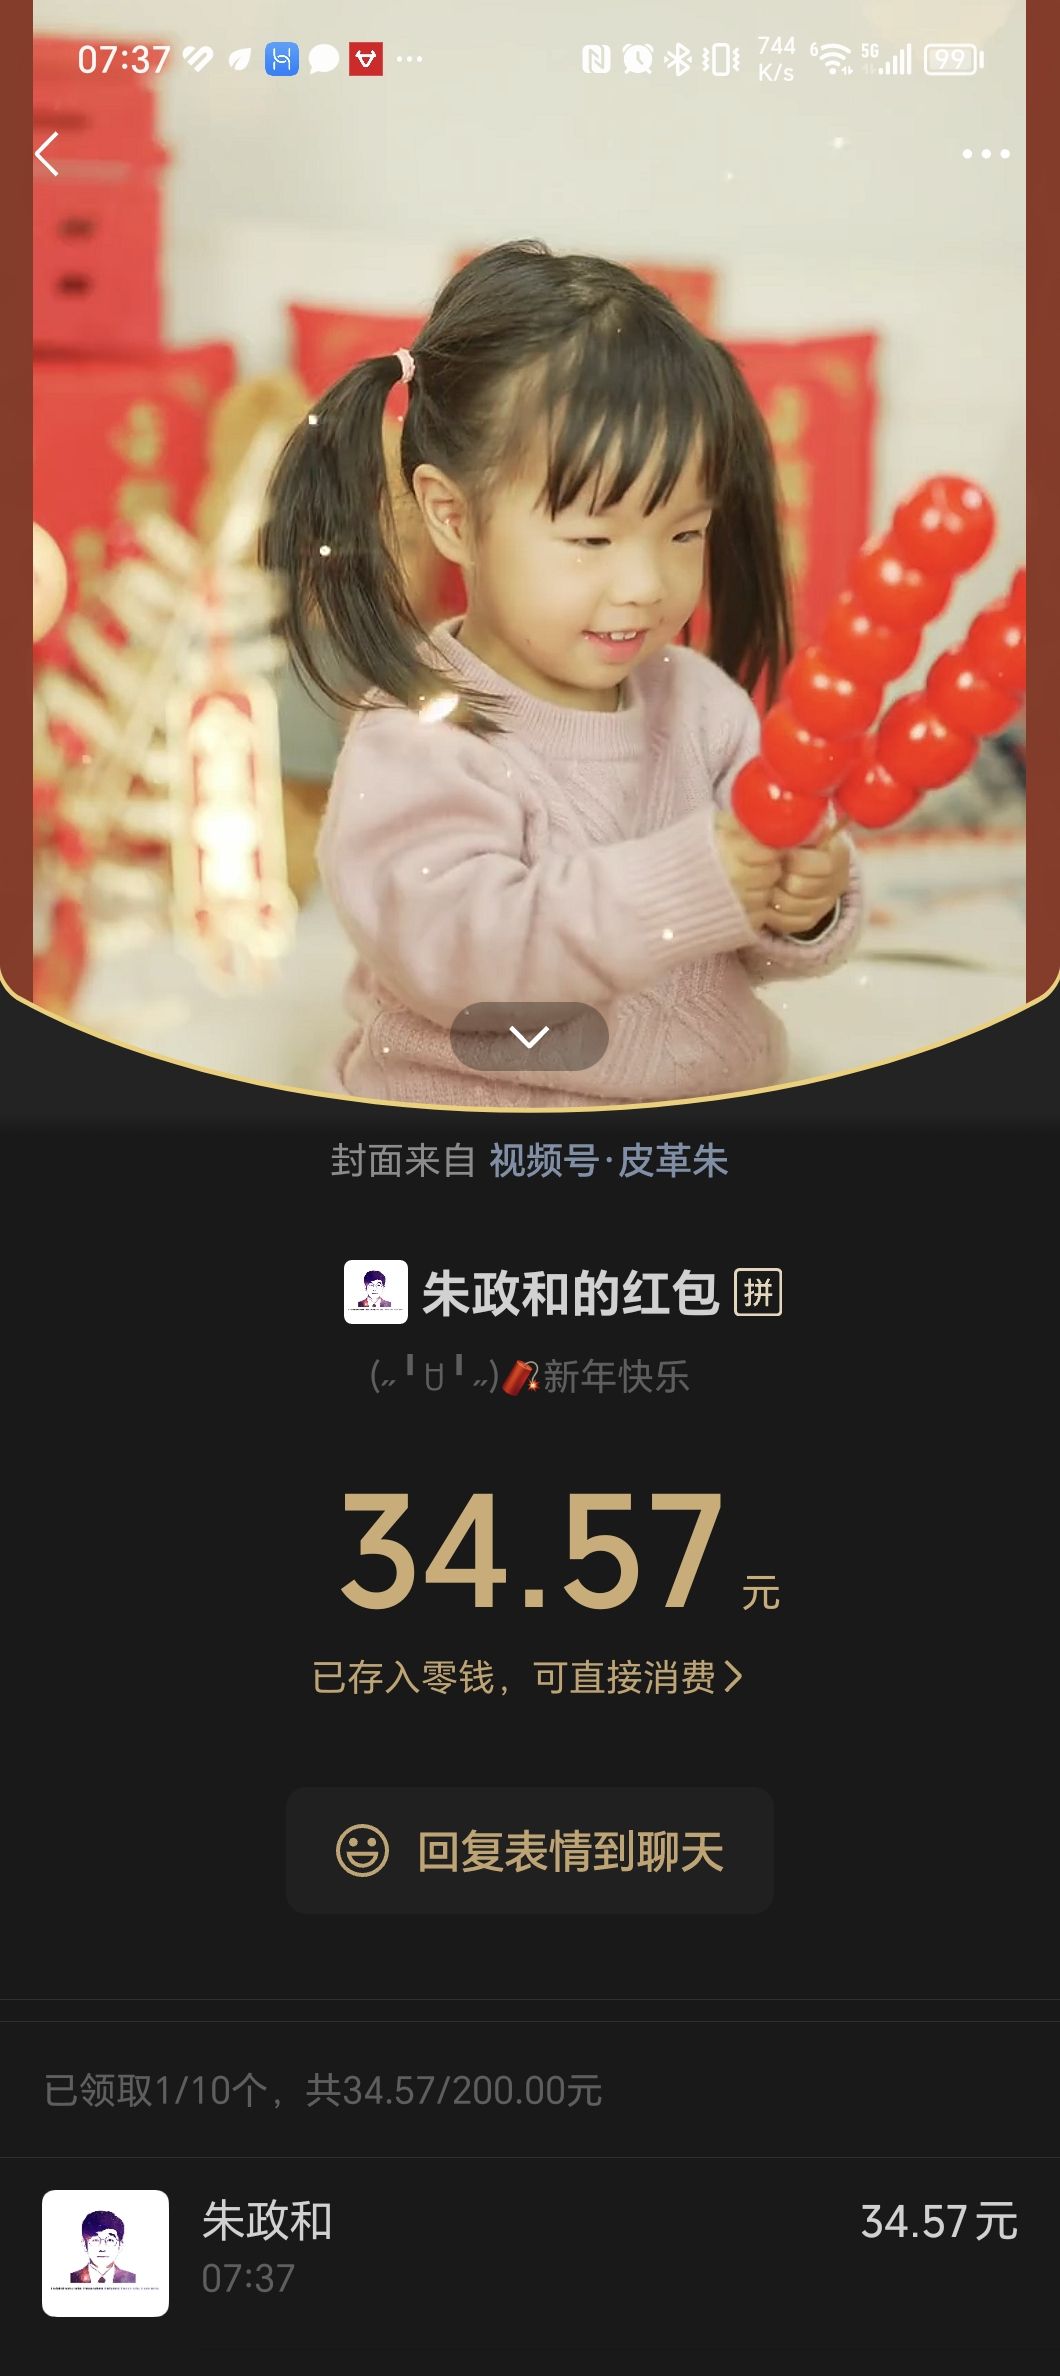 07:37
744
K/s
6
5G
99
封面来自 视频号·皮革朱
朱政和的红包 拼
新年快乐
34.57元
已存入零钱，可直接消费
回复表情到聊天
已领取1/10个，共34.57/200.00元
朱政和
34.57元
07:37